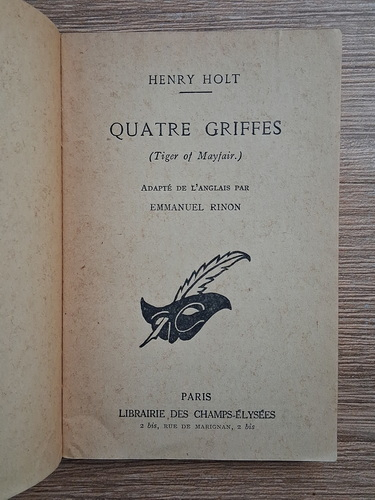 HENRY HOLT
QUATRE GRIFFES
(Tiger of Mayfair.)
ADAPTÉ DE L'ANGLAIS PAR
EMMANUEL RINON
PARIS
LIBRAIRIE DES CHAMPS-ÉLYSÉES
2 bis, RUE DE MARIGNAN, 2 bis